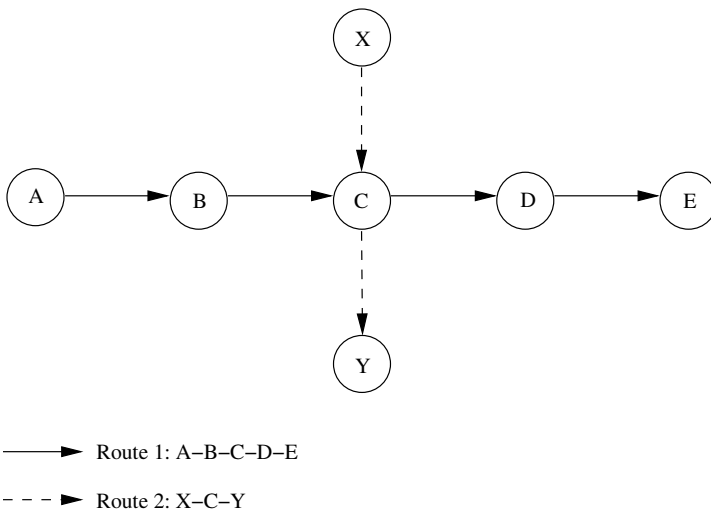 X
A B C D E
Y
Route 1: A−B−C−D−E
Route 2: X−C−Y